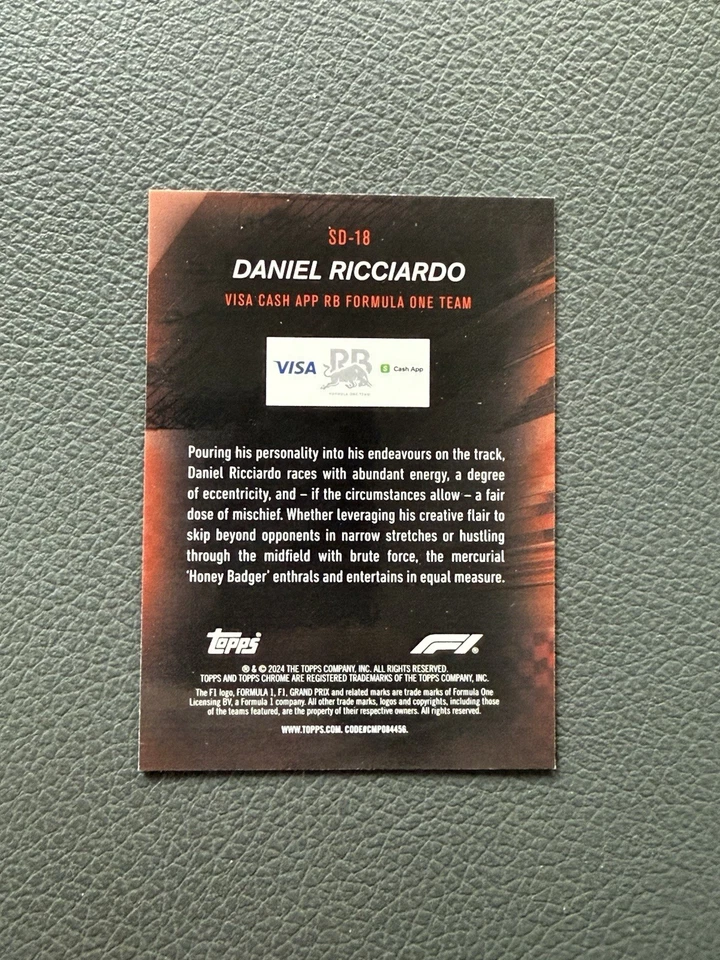 SD-18
DANIEL RICCIARDO
VISA CASH APP RB FORMULA ONE TEAM
VISA RB Cash App
FORMULA ONE TEAM
Pouring his personality into his endeavours on the track,
Daniel Ricciardo races with abundant energy, a degree
of eccentricity, and – if the circumstances allow – a fair
dose of mischief. Whether leveraging his creative flair to
skip beyond opponents in narrow stretches or hustling
through the midfield with brute force, the mercurial
‘Honey Badger’ enthrals and entertains in equal measure.
Topps F1
® & © 2024 THE TOPPS COMPANY, INC. ALL RIGHTS RESERVED.
TOPPS AND TOPPS CHROME ARE REGISTERED TRADEMARKS OF THE TOPPS COMPANY, INC.
The F1 logo, FORMULA 1, F1, GRAND PRIX and related marks are trade marks of Formula One
Licensing BV, a Formula 1 company. All other trade marks, logos and copyrights, including those
of the teams featured, are the property of their respective owners. All rights reserved.
WWW.TOPPS.COM. CODE#CMP084456.